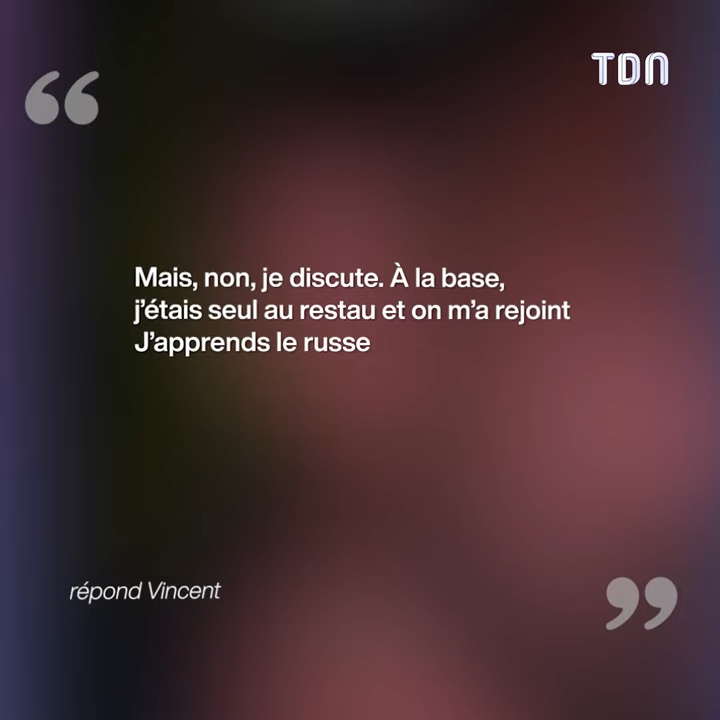 TDN
“
Mais, non, je discute. À la base,
j’étais seul au restau et on m’a rejoint
J’apprends le russe
répond Vincent
”